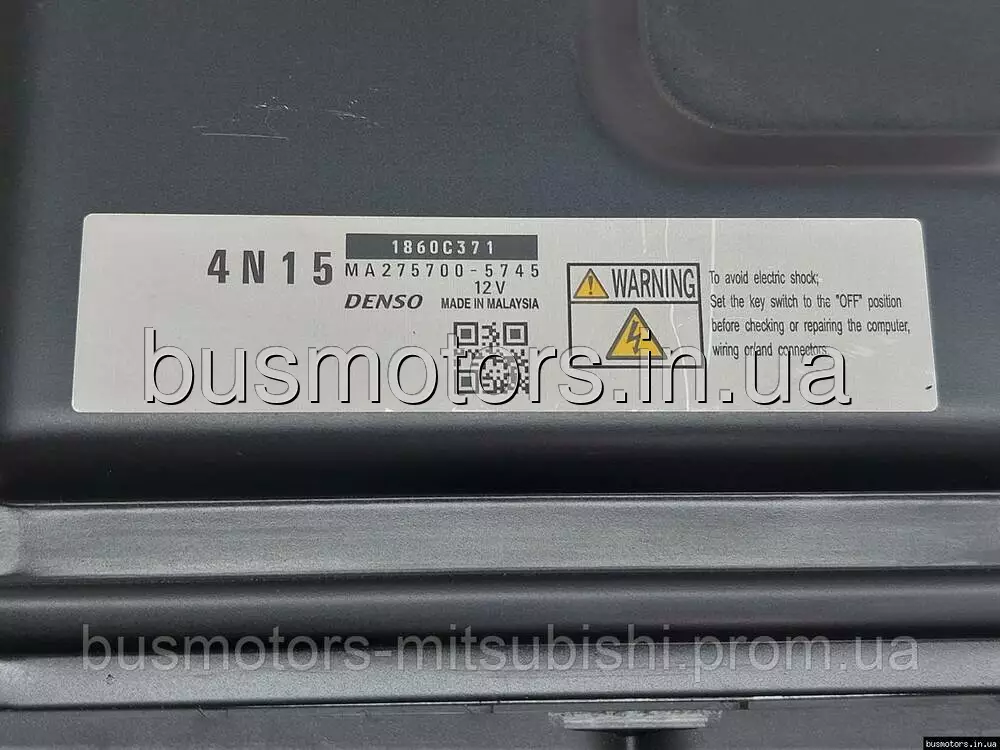 4N15
1860C371
MA275700-5745
12V
DENSO MADE IN MALAYSIA
WARNING
To avoid electric shock;
Set the key switch to the "OFF" position
before checking or repairing the computer,
wiring or/and connectors.
busmotors.in.ua
busmotors-mitsubishi.prom.ua
busmotors.in.ua